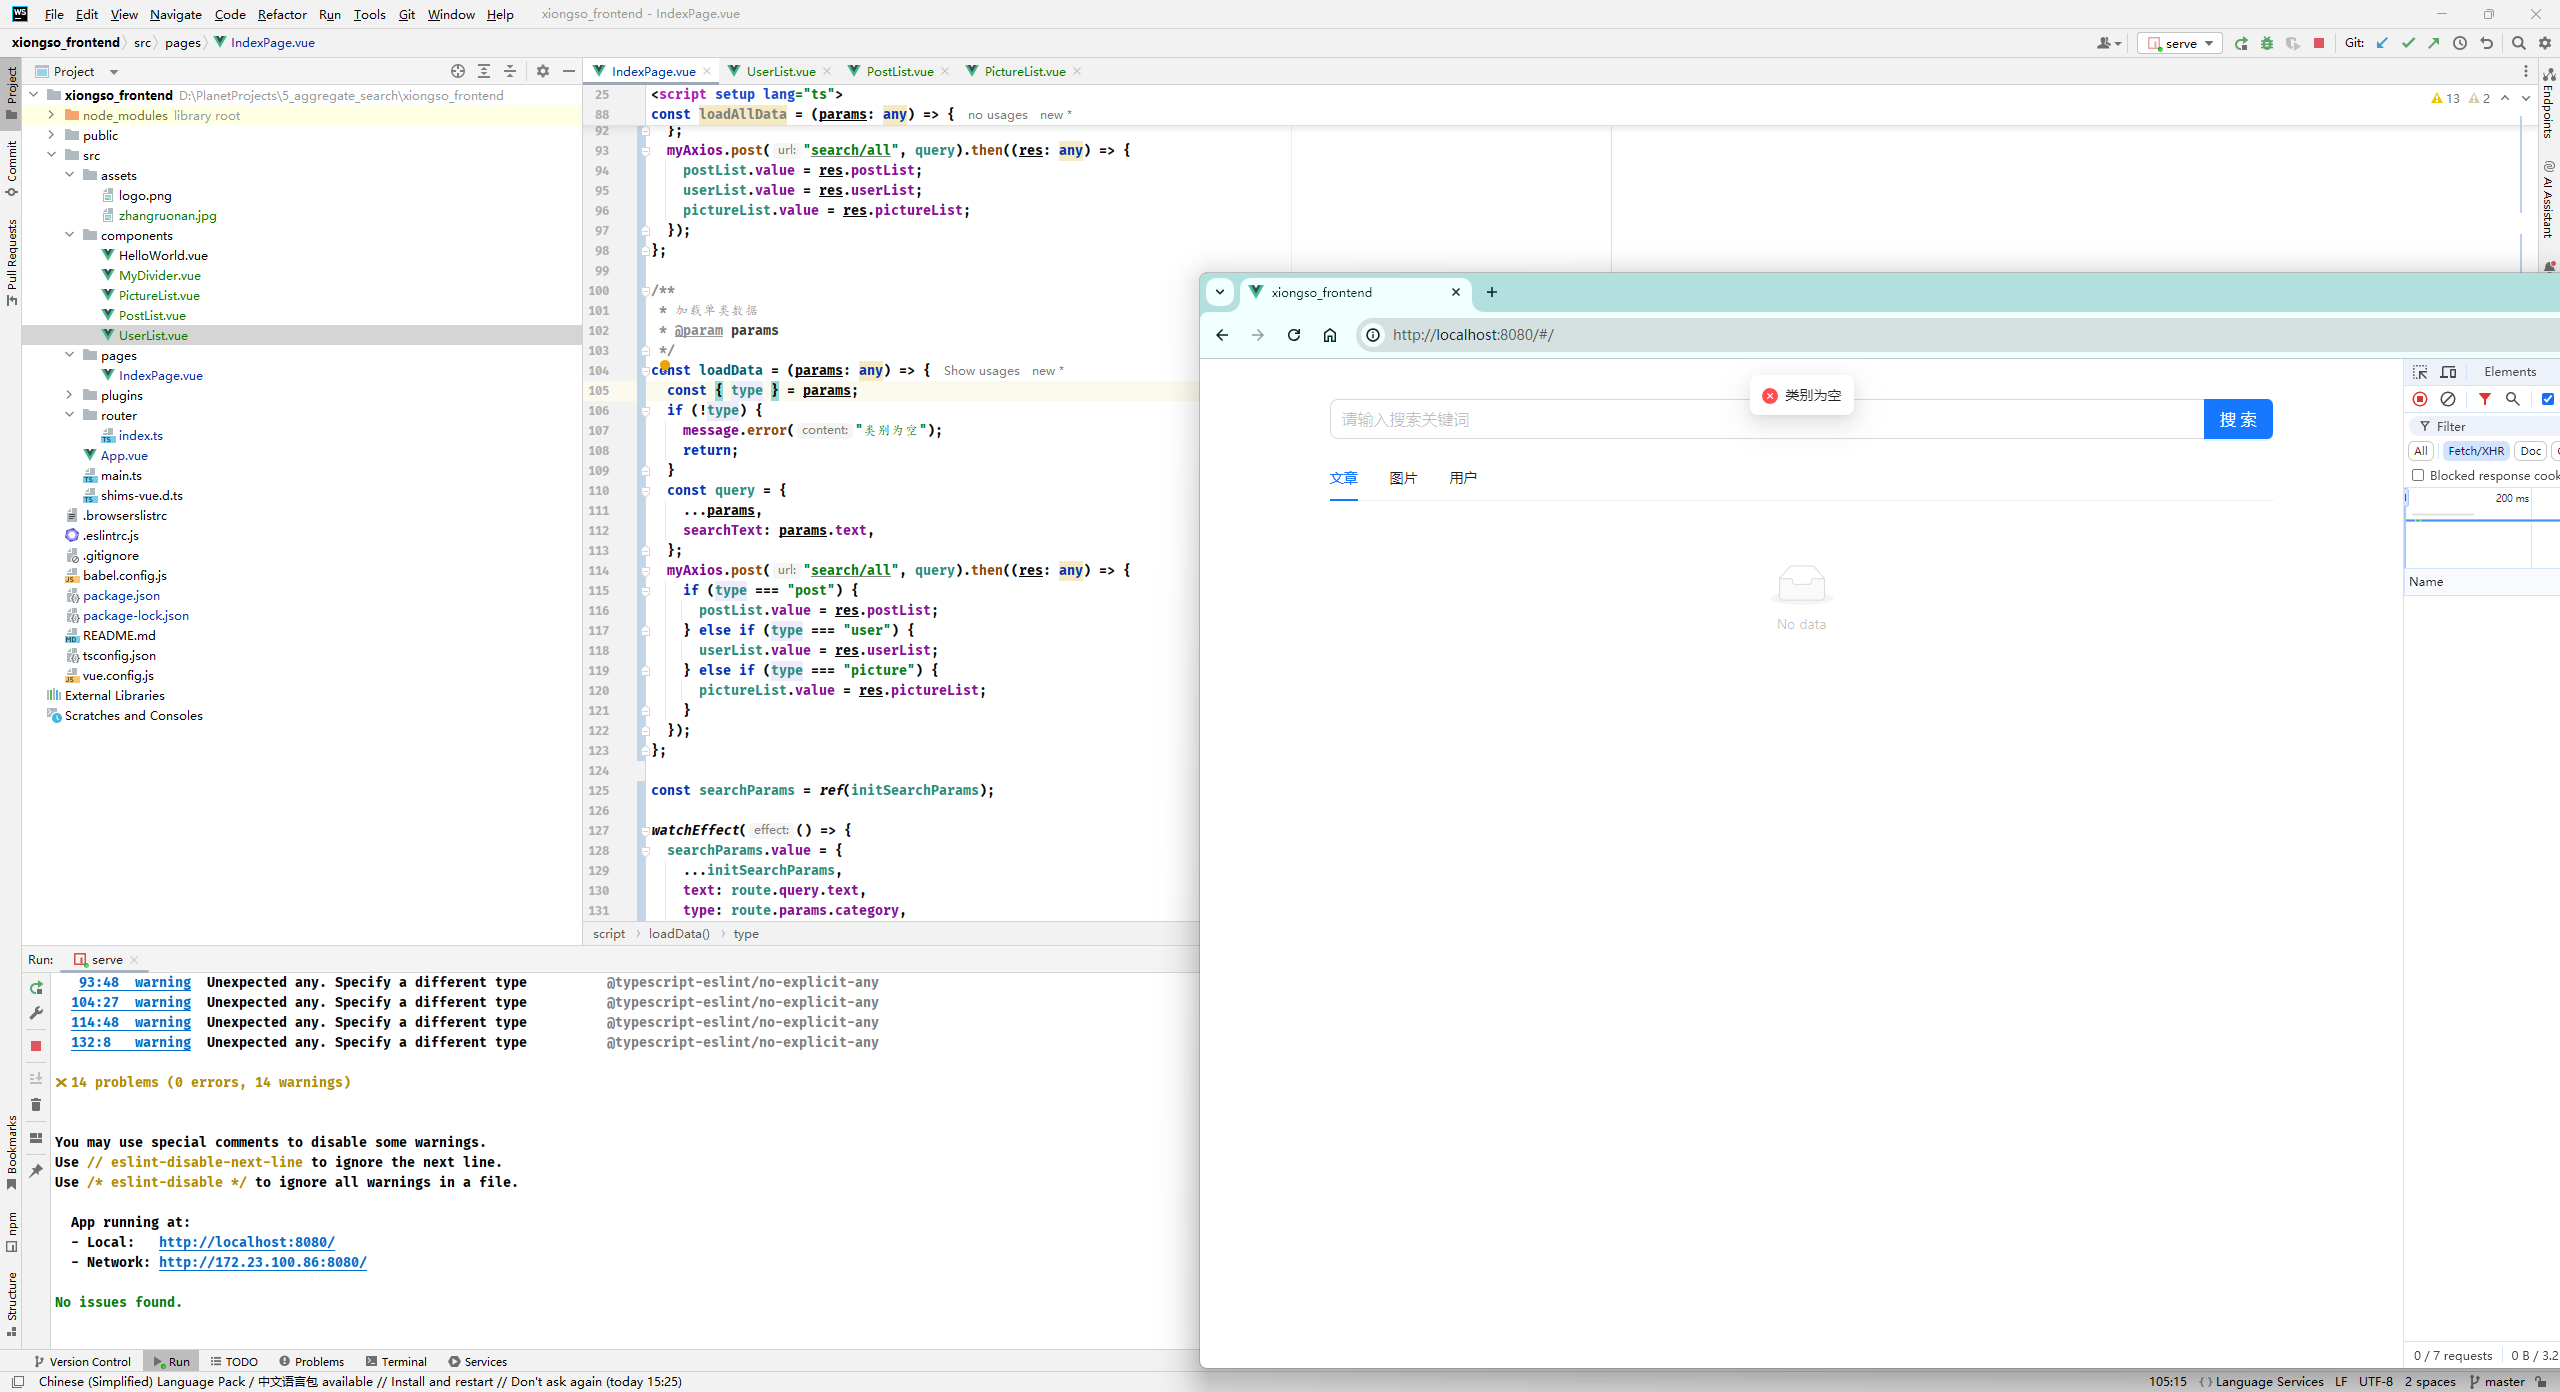 File Edit View Navigate Code Refactor Run Tools Git Window Help xiongso_frontend - IndexPage.vue
xiongso_frontend src pages IndexPage.vue
serve Git:
Project
IndexPage.vue UserList.vue PostList.vue PictureList.vue
Project
Commit
Pull Requests
Bookmarks
npm
Structure
xiongso_frontend D:\PlanetProjects\5_aggregate_search\xiongso_frontend
node_modules library root
public
src
assets
logo.png
zhangruonan.jpg
components
HelloWorld.vue
MyDivider.vue
PictureList.vue
PostList.vue
UserList.vue
pages
IndexPage.vue
plugins
router
index.ts
App.vue
main.ts
shims-vue.d.ts
.browserslistrc
.eslintrc.js
.gitignore
babel.config.js
package.json
package-lock.json
README.md
tsconfig.json
vue.config.js
External Libraries
Scratches and Consoles
25 <script setup lang="ts">
88 const loadAllData = (params: any) => { no usages new *
13 2
92 };
93 myAxios.post( url: "search/all", query).then((res: any) => {
94 postList.value = res.postList;
95 userList.value = res.userList;
96 pictureList.value = res.pictureList;
97 });
98 };
99
100 /**
101 * 加载单类数据
102 * @param params
103 */
104 const loadData = (params: any) => { Show usages new *
105 const { type } = params;
106 if (!type) {
107 message.error( content: "类别为空");
108 return;
109 }
110 const query = {
111 ...params,
112 searchText: params.text,
113 };
114 myAxios.post( url: "search/all", query).then((res: any) => {
115 if (type === "post") {
116 postList.value = res.postList;
117 } else if (type === "user") {
118 userList.value = res.userList;
119 } else if (type === "picture") {
120 pictureList.value = res.pictureList;
121 }
122 });
123 };
124
125 const searchParams = ref(initSearchParams);
126
127 watchEffect( effect: () => {
128 searchParams.value = {
129 ...initSearchParams,
130 text: route.query.text,
131 type: route.params.category,
script loadData() type
Endpoints
AI Assistant
xiongso_frontend
http://localhost:8080/#/
类别为空
请输入搜索关键词
搜 索
文章 图片 用户
No data
Elements
Filter
All Fetch/XHR Doc
Blocked response cook
200 ms
Name
0 / 7 requests 0 B / 3.2
Run: serve
93:48 warning Unexpected any. Specify a different type @typescript-eslint/no-explicit-any
104:27 warning Unexpected any. Specify a different type @typescript-eslint/no-explicit-any
114:48 warning Unexpected any. Specify a different type @typescript-eslint/no-explicit-any
132:8 warning Unexpected any. Specify a different type @typescript-eslint/no-explicit-any
✕ 14 problems (0 errors, 14 warnings)
You may use special comments to disable some warnings.
Use // eslint-disable-next-line to ignore the next line.
Use /* eslint-disable */ to ignore all warnings in a file.
App running at:
- Local: http://localhost:8080/
- Network: http://172.23.100.86:8080/
No issues found.
Version Control Run TODO Problems Terminal Services
Chinese (Simplified) Language Pack / 中文语言包 available // Install and restart // Don't ask again (today 15:25)
105:15 Language Services LF UTF-8 2 spaces master